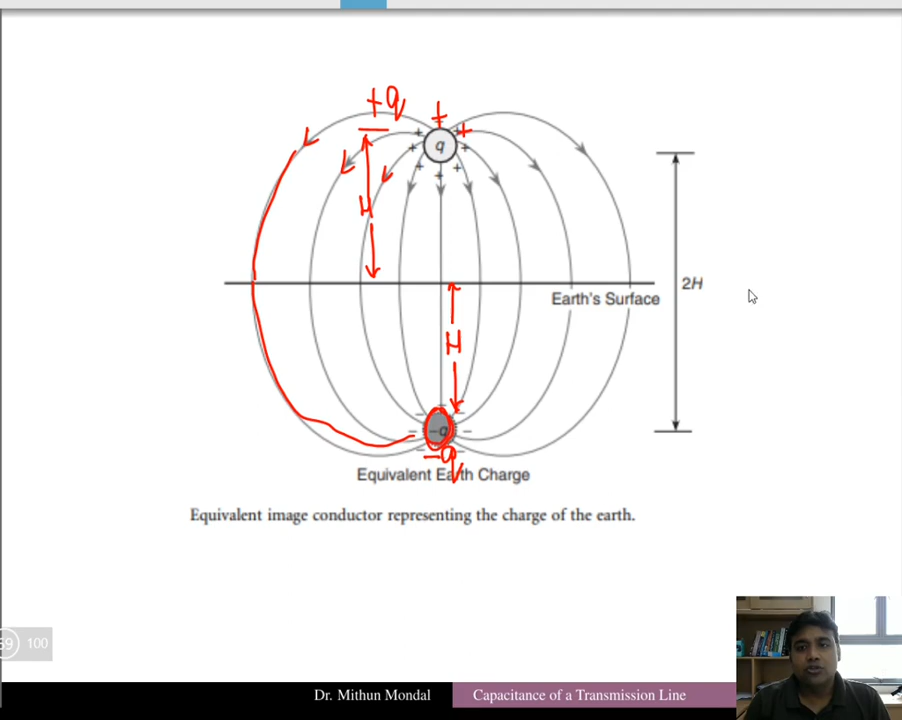 +q
+
+
q
H
2H
Earth's Surface
H
-q
-q
Equivalent Earth Charge
Equivalent image conductor representing the charge of the earth.
59 100
Dr. Mithun Mondal Capacitance of a Transmission Line